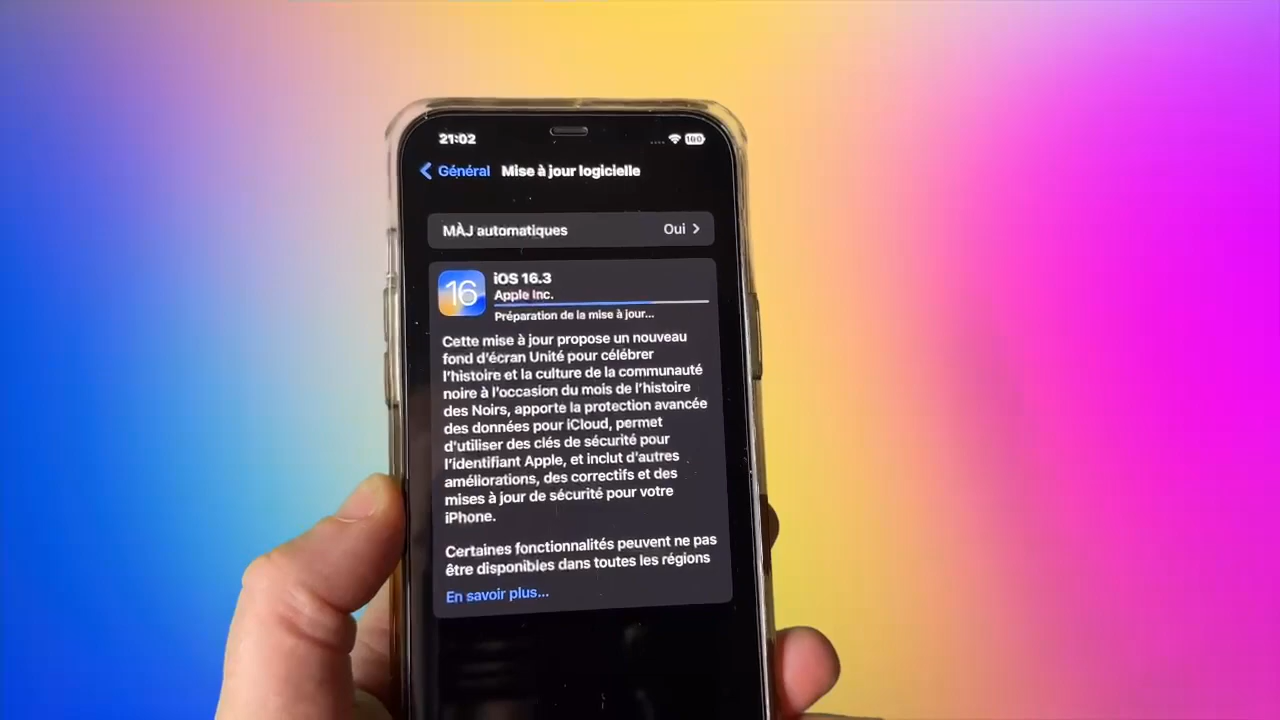 21:02
100
Général Mise à jour logicielle
MÀJ automatiques Oui
16
iOS 16.3
Apple Inc.
Préparation de la mise à jour...
Cette mise à jour propose un nouveau
fond d'écran Unité pour célébrer
l'histoire et la culture de la communauté
noire à l'occasion du mois de l'histoire
des Noirs, apporte la protection avancée
des données pour iCloud, permet
d'utiliser des clés de sécurité pour
l'identifiant Apple, et inclut d'autres
améliorations, des correctifs et des
mises à jour de sécurité pour votre
iPhone.
Certaines fonctionnalités peuvent ne pas
être disponibles dans toutes les régions
En savoir plus...